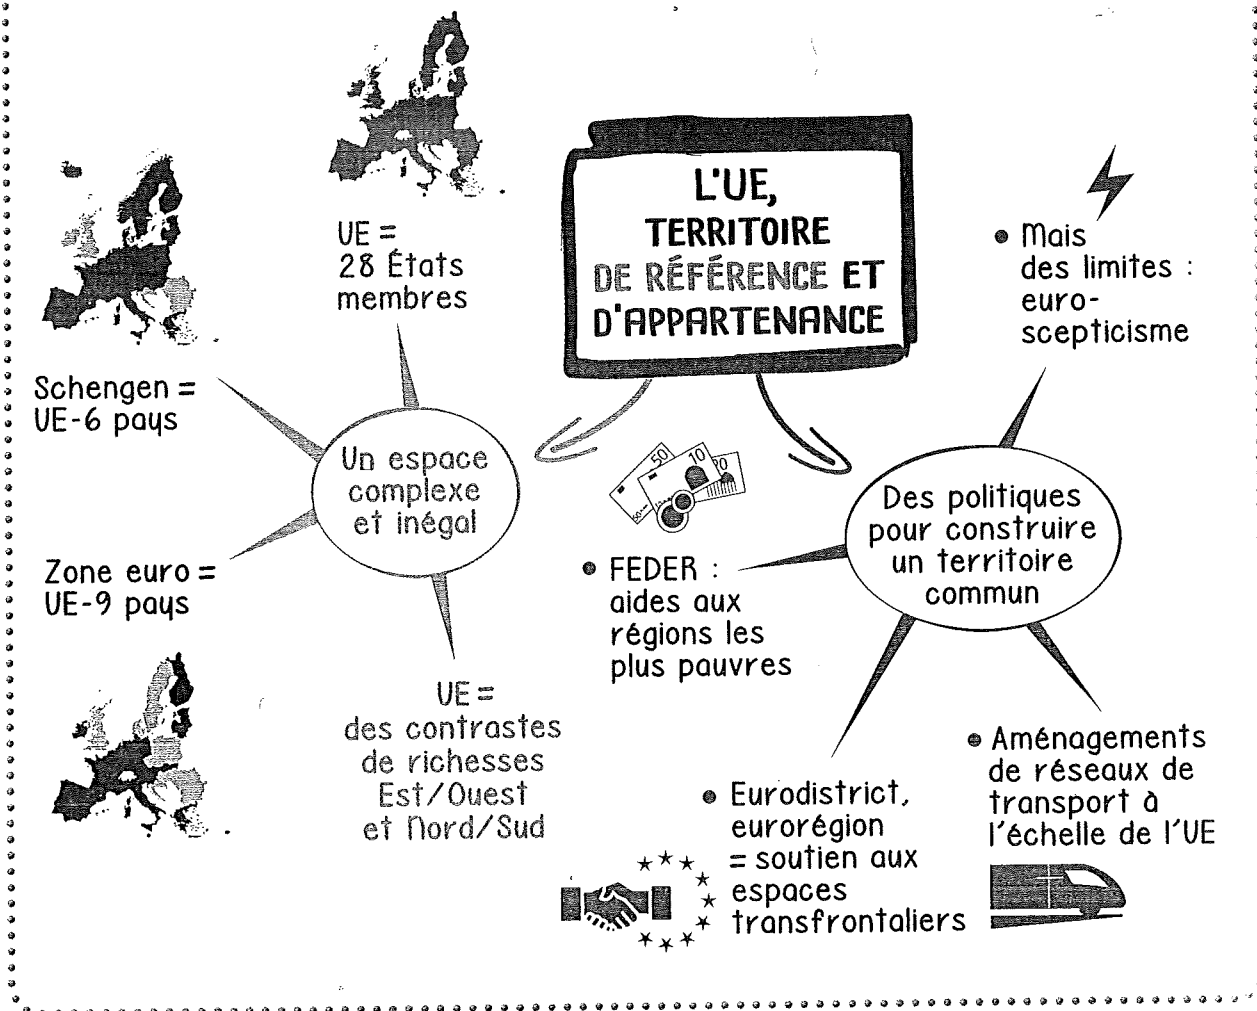 L'UE,
TERRITOIRE
DE RÉFÉRENCE ET
D'APPARTENANCE
UE =
28 États
membres
Schengen =
UE-6 pays
Un espace
complexe
et inégal
Zone euro =
UE-9 pays
UE =
des contrastes
de richesses
Est/Ouest
et Nord/Sud
• Mais
des limites :
euro-
scepticisme
Des politiques
pour construire
un territoire
commun
50
10
20
• FEDER :
aides aux
régions les
plus pauvres
• Eurodistrict,
eurorégion
= soutien aux
espaces
transfrontaliers
• Aménagements
de réseaux de
transport à
l'échelle de l'UE